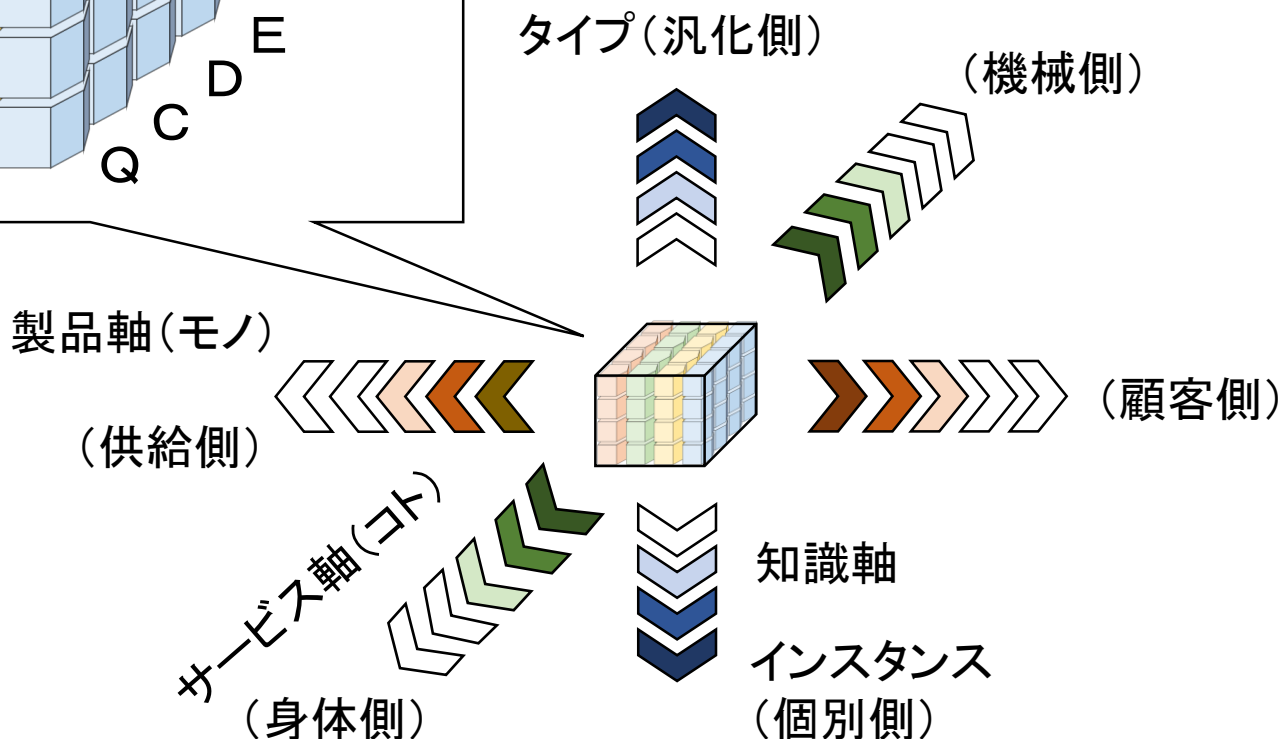 E
D
C
Q
タイプ(汎化側)
(機械側)
製品軸(モノ)
(供給側)
(顧客側)
サービス軸(コト)
(身体側)
知識軸
インスタンス
(個別側)